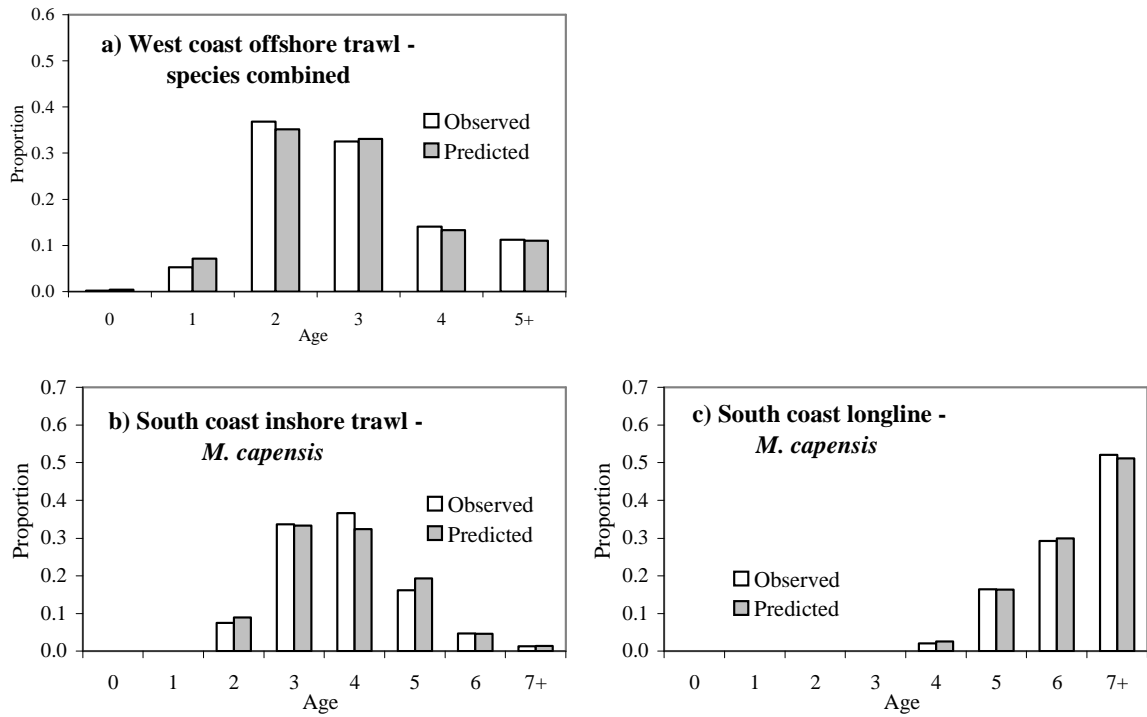 a) West coast offshore trawl -
species combined
Observed
Predicted
Proportion
0.6
0.5
0.4
0.3
0.2
0.1
0.0
0 1 2 3 4 5+
Age
b) South coast inshore trawl -
M. capensis
Observed
Predicted
Proportion
0.7
0.6
0.5
0.4
0.3
0.2
0.1
0.0
0 1 2 3 4 5 6 7+
Age
c) South coast longline -
M. capensis
Observed
Predicted
Proportion
0.7
0.6
0.5
0.4
0.3
0.2
0.1
0.0
0 1 2 3 4 5 6 7+
Age